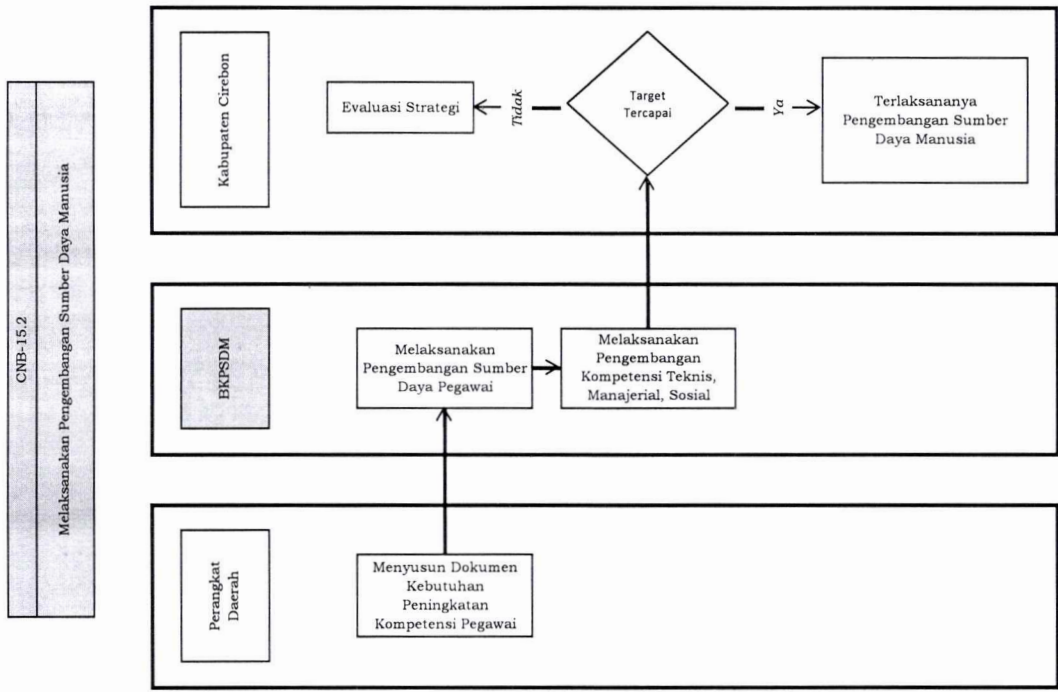 CNB-15.2
Melaksanakan Pengembangan Sumber Daya Manusia
Kabupaten Cirebon
Evaluasi Strategi
Tidak
Target
Tercapai
Ya
Terlaksananya
Pengembangan Sumber
Daya Manusia
BKPSDM
Melaksanakan
Pengembangan Sumber
Daya Pegawai
Melaksanakan
Pengembangan
Kompetensi Teknis,
Manajerial, Sosial
Perangkat
Daerah
Menyusun Dokumen
Kebutuhan
Peningkatan
Kompetensi Pegawai